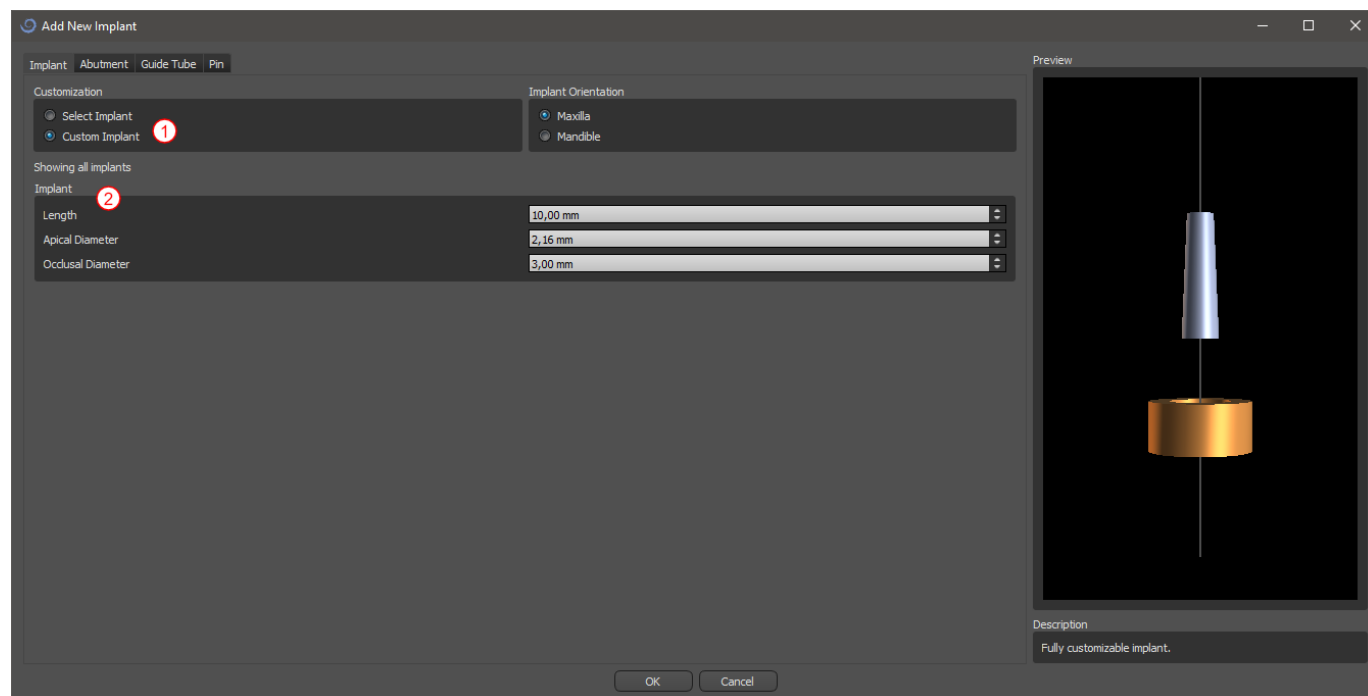 Add New Implant
Implant Abutment Guide Tube Pin
Customization
Select Implant
Custom Implant 1
Implant Orientation
Maxilla
Mandible
Showing all implants
Implant
2
Length 10,00 mm
Apical Diameter 2,16 mm
Occlusal Diameter 3,00 mm
Preview
Description
Fully customizable implant.
OK Cancel